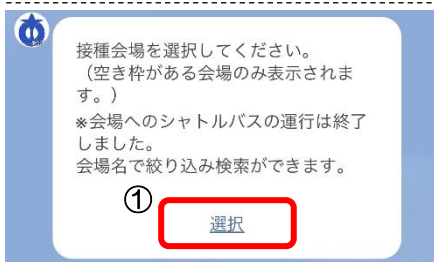 接種会場を選択してください。
（空き枠がある会場のみ表示されま
す。）
※会場へのシャトルバスの運行は終了
しました。
会場名で絞り込み検索ができます。
①
選択